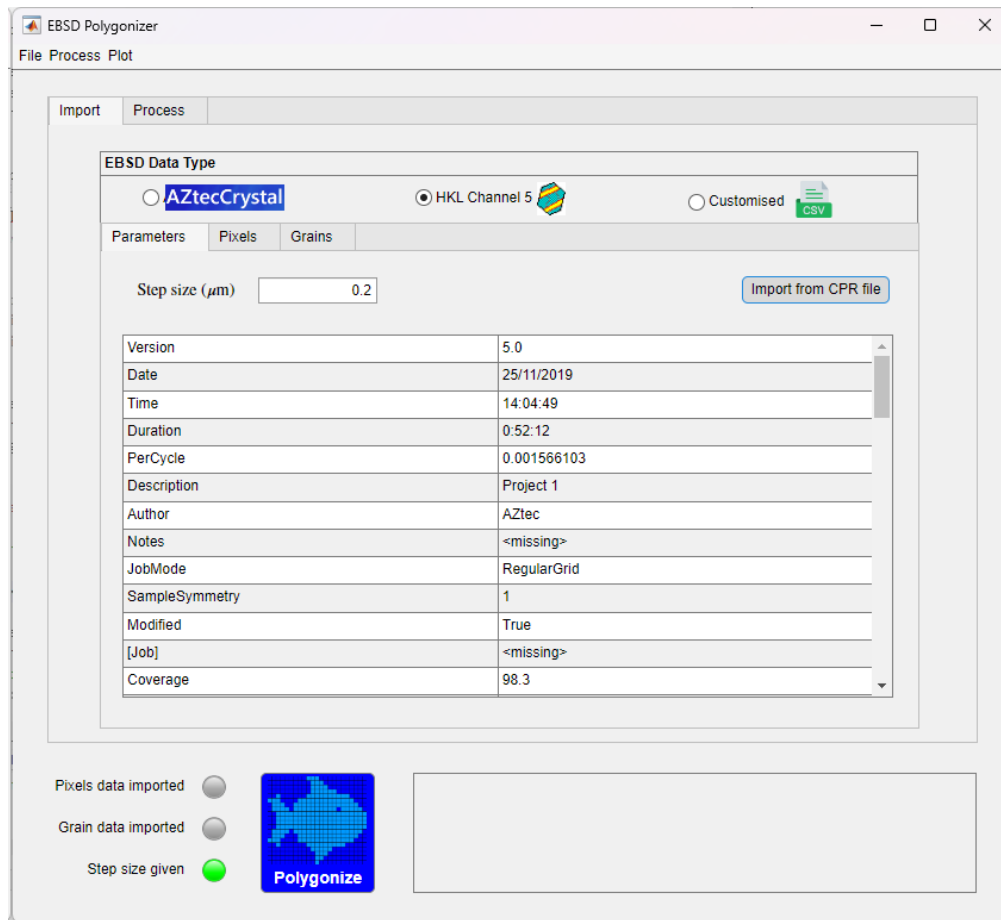 EBSD Polygonizer
File Process Plot
Import Process
EBSD Data Type
AZtecCrystal HKL Channel 5 Customised CSV
Parameters Pixels Grains
Step size (μm) 0.2 Import from CPR file
Version 5.0
Date 25/11/2019
Time 14:04:49
Duration 0:52:12
PerCycle 0.001566103
Description Project 1
Author AZtec
Notes <missing>
JobMode RegularGrid
SampleSymmetry 1
Modified True
[Job] <missing>
Coverage 98.3
Pixels data imported
Grain data imported
Step size given
Polygonize